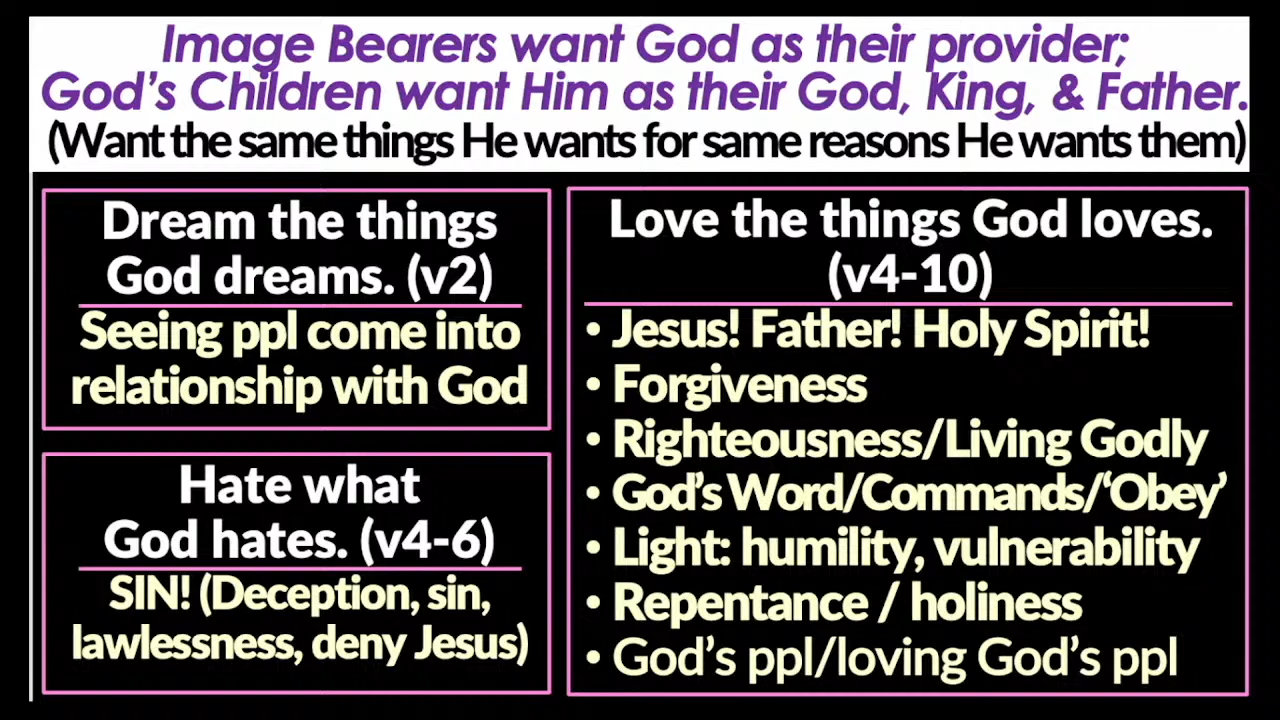 Image Bearers want God as their provider;
God’s Children want Him as their God, King, & Father.
(Want the same things He wants for same reasons He wants them)
Dream the things
God dreams. (v2)
Seeing ppl come into
relationship with God
Hate what
God hates. (v4-6)
SIN! (Deception, sin,
lawlessness, deny Jesus)
Love the things God loves.
(v4-10)
• Jesus! Father! Holy Spirit!
• Forgiveness
• Righteousness/Living Godly
• God’s Word/Commands/‘Obey’
• Light: humility, vulnerability
• Repentance / holiness
• God’s ppl/loving God’s ppl